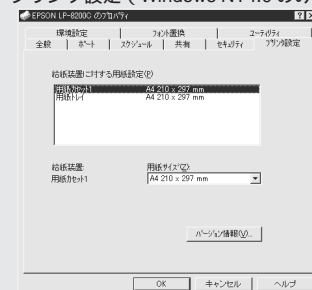 プリンタ設定 (Windows NT4.0 のみ
EPSON LP-8200C のプロパティ
環境設定 フォント置換 ユーティリティ
全般 ポート スケジュール 共有 セキュリティ プリンタ設定
給紙装置に対する用紙設定(P)
用紙カセット1 A4 210 × 297 mm
用紙トレイ A4 210 × 297 mm
給紙装置: 用紙サイズ(Z)
用紙カセット1 A4 210 × 297 mm
バージョン情報(V)...
OK キャンセル ヘルプ